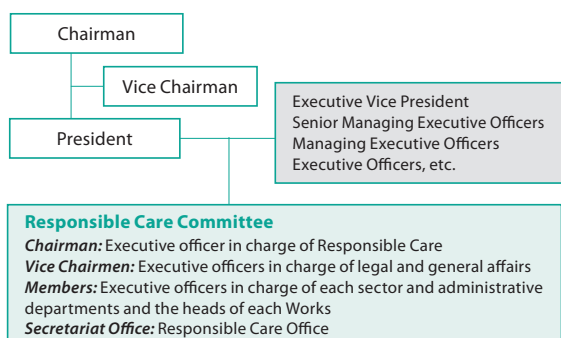 Chairman
Vice Chairman
President
Executive Vice President
Senior Managing Executive Officers
Managing Executive Officers
Executive Officers, etc.
Responsible Care Committee
Chairman: Executive officer in charge of Responsible Care
Vice Chairmen: Executive officers in charge of legal and general affairs
Members: Executive officers in charge of each sector and administrative
departments and the heads of each Works
Secretariat Office: Responsible Care Office